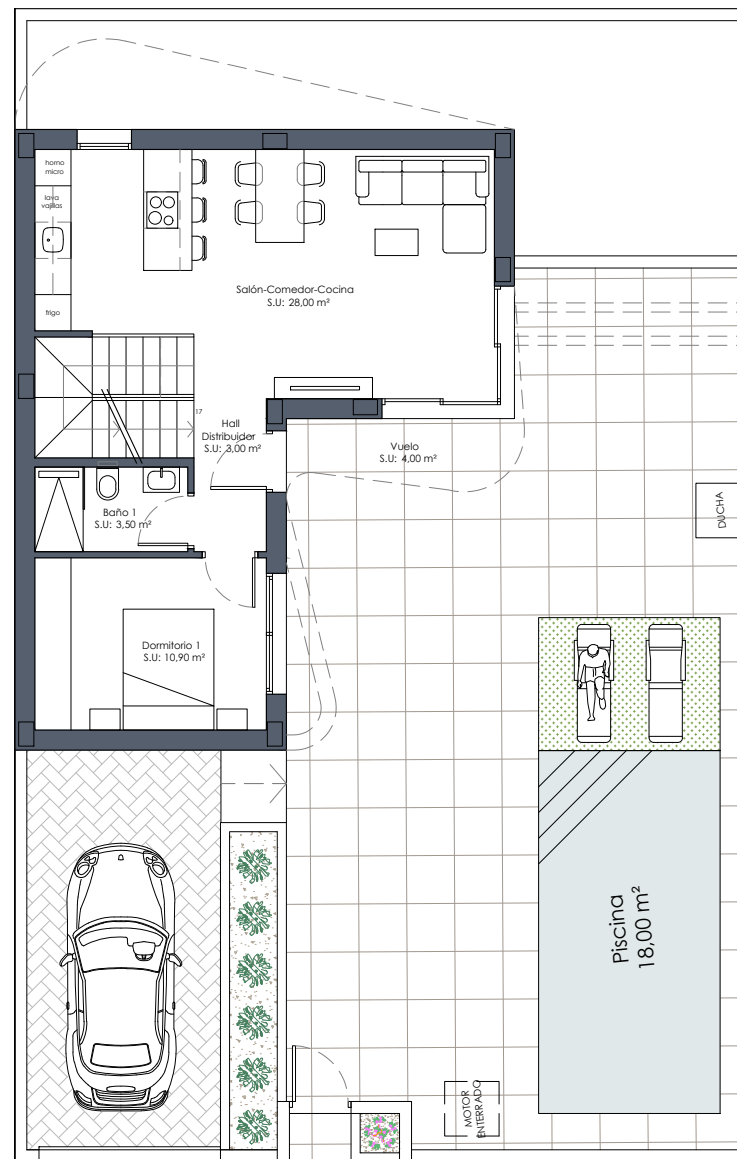 horno
micro
lava
vajillas
frigo
Salón-Comedor-Cocina
S.U: 28,00 m²
17
Hall
Distribuider
S.U: 3,00 m²
Vuelo
S.U: 4,00 m²
Baño 1
S.U: 3,50 m²
DUCHA
Dormitorio 1
S.U: 10,90 m²
Piscina
18,00 m²
MOTOR
ENTERRADO